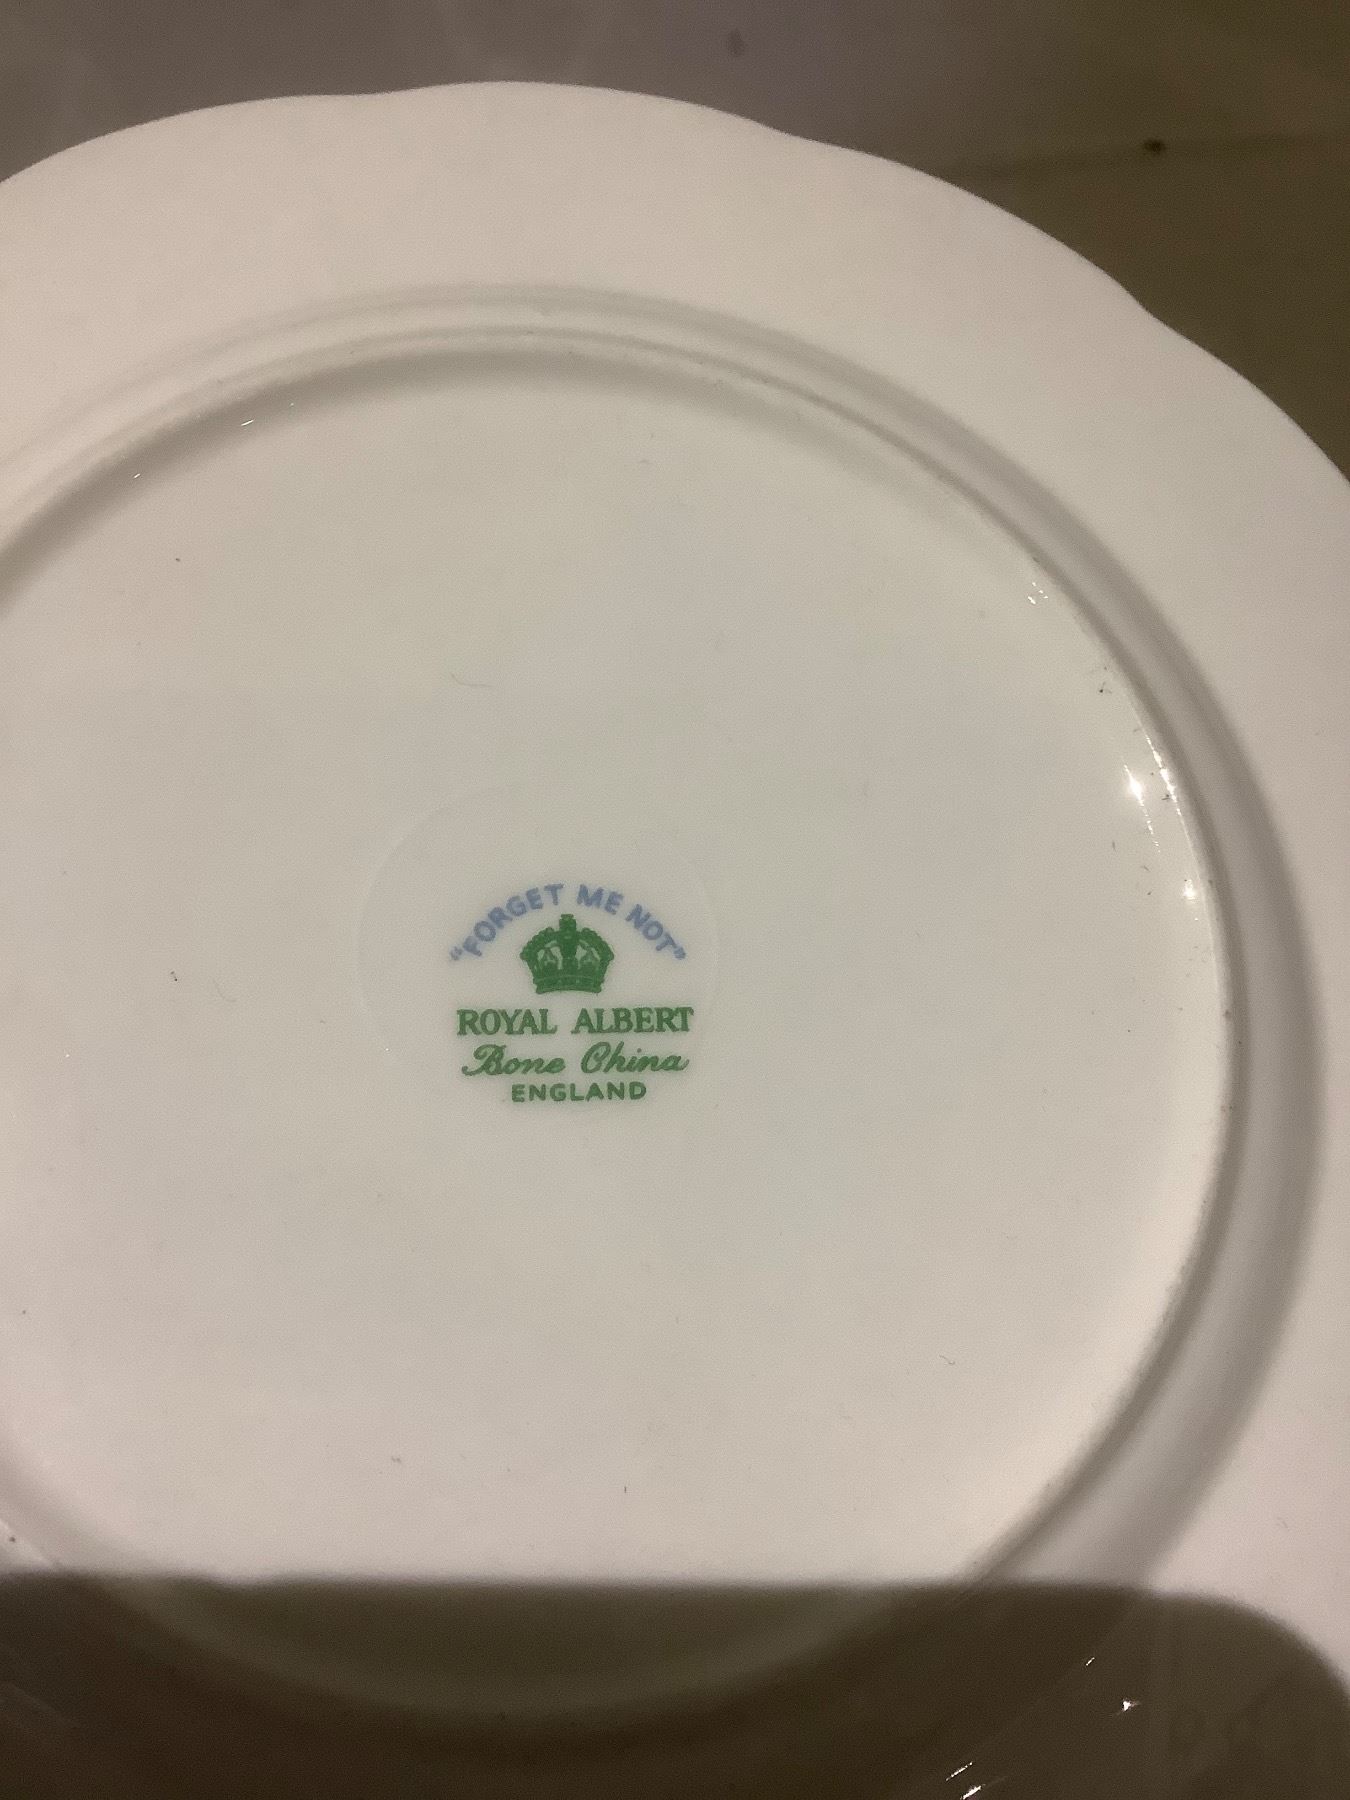 "FORGET ME NOT"
ROYAL ALBERT
Bone China
ENGLAND